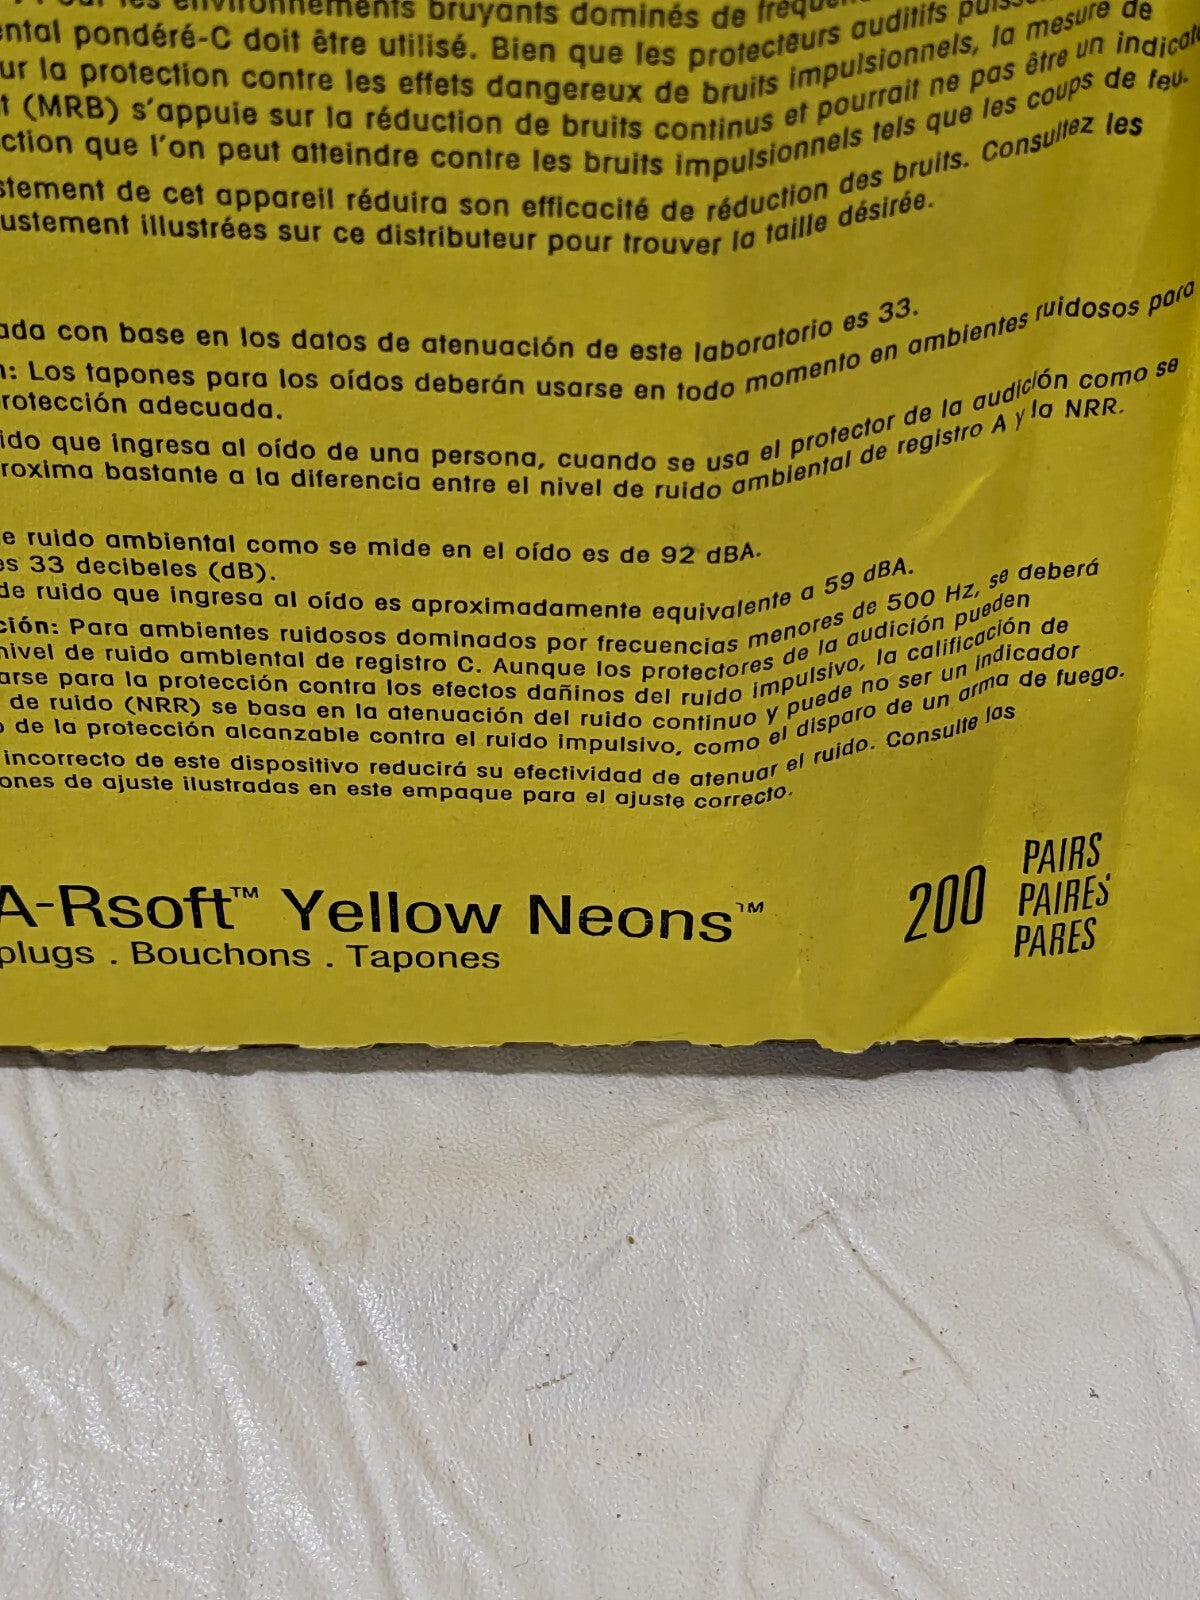 les environnements bruyants dominés de
ental pondéré-C doit être utilisé. Bien que les protecteurs auditifs
ur la protection contre les effets dangereux de bruits impulsionnels, la mesure de
t (MRB) s'appuie sur la réduction de bruits continus et pourrait ne pas être un indicat
ction que l'on peut atteindre contre les bruits impulsionnels tels que les coups de feu.
stement de cet appareil réduira son efficacité de réduction des bruits. Consultez les
ustement illustrées sur ce distributeur pour trouver la taille désirée.
ada con base en los datos de atenuación de este laboratorio es 33.
n: Los tapones para los oídos deberán usarse en todo momento en ambientes ruidosos para
rotección adecuada.
ido que ingresa al oído de una persona, cuando se usa el protector de la audición como se
roxima bastante a la diferencia entre el nivel de ruido ambiental de registro A y la NRR.
e ruido ambiental como se mide en el oído es de 92 dBA.
es 33 decibeles (dB).
de ruido que ingresa al oído es aproximadamente equivalente a 59 dBA.
ción: Para ambientes ruidosos dominados por frecuencias menores de 500 Hz, se deberá
nivel de ruido ambiental de registro C. Aunque los protectores de la audición pueden
arse para la protección contra los efectos dañinos del ruido impulsivo, la calificación de
de ruido (NRR) se basa en la atenuación del ruido continuo y puede no ser un indicador
o de la protección alcanzable contra el ruido impulsivo, como el disparo de un arma de fuego.
incorrecto de este dispositivo reducirá su efectividad de atenuar el ruido. Consulte las
ones de ajuste ilustradas en este empaque para el ajuste correcto.
A-Rsoft™ Yellow Neons™
plugs . Bouchons . Tapones
200 PAIRS
PAIRES
PARES